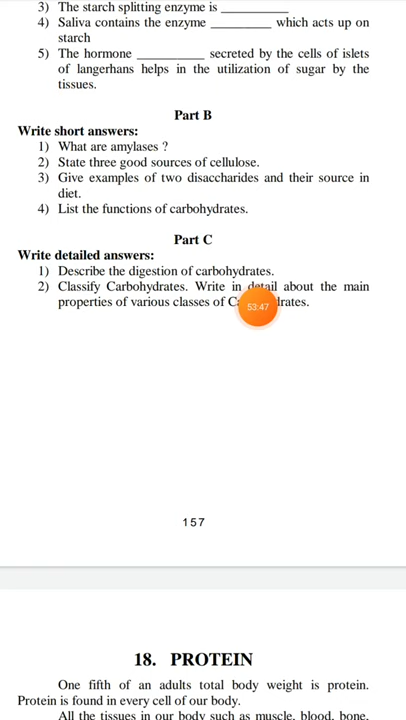 3) The starch splitting enzyme is ___________
4) Saliva contains the enzyme __________ which acts up on
starch
5) The hormone ___________ secreted by the cells of islets
of langerhans helps in the utilization of sugar by the
tissues.
Part B
Write short answers:
1) What are amylases ?
2) State three good sources of cellulose.
3) Give examples of two disaccharides and their source in
diet.
4) List the functions of carbohydrates.
Part C
Write detailed answers:
1) Describe the digestion of carbohydrates.
2) Classify Carbohydrates. Write in detail about the main
properties of various classes of drates.
53:47
157
18. PROTEIN
One fifth of an adults total body weight is protein.
Protein is found in every cell of our body.
All the tissues in our body such as muscle, blood, bone,